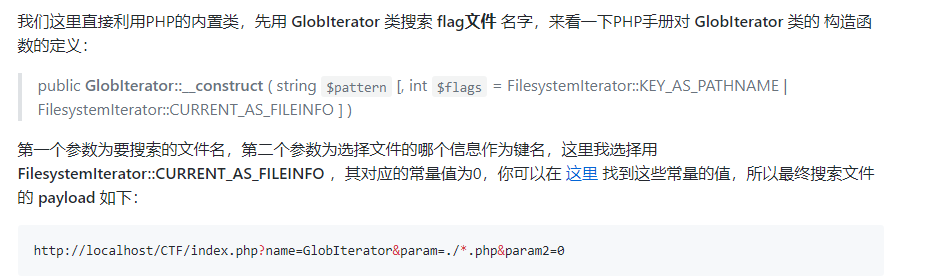 我们这里直接利用PHP的内置类，先用 GlobIterator 类搜索 flag文件 名字，来看一下PHP手册对 GlobIterator 类的 构造函
数的定义：
public GlobIterator::__construct ( string $pattern [, int $flags = FilesystemIterator::KEY_AS_PATHNAME |
FilesystemIterator::CURRENT_AS_FILEINFO ] )
第一个参数为要搜索的文件名，第二个参数为选择文件的哪个信息作为键名，这里我选择用
FilesystemIterator::CURRENT_AS_FILEINFO ，其对应的常量值为0，你可以在 这里 找到这些常量的值，所以最终搜索文件
的 payload 如下：
http://localhost/CTF/index.php?name=GlobIterator&param=./*.php&param2=0